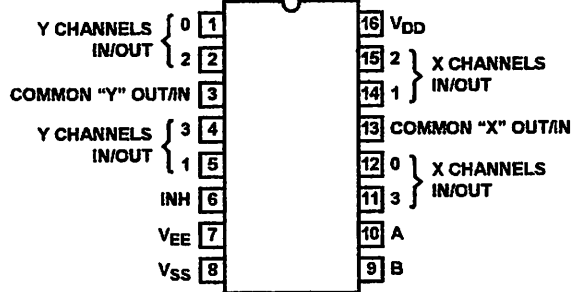 Y CHANNELS IN/OUT { 0 1
2 2
COMMON "Y" OUT/IN 3
Y CHANNELS IN/OUT { 3 4
1 5
INH 6
VEE 7
VSS 8
16 VDD
15 2 } X CHANNELS IN/OUT
14 1
13 COMMON "X" OUT/IN
12 0 } X CHANNELS IN/OUT
11 3
10 A
9 B